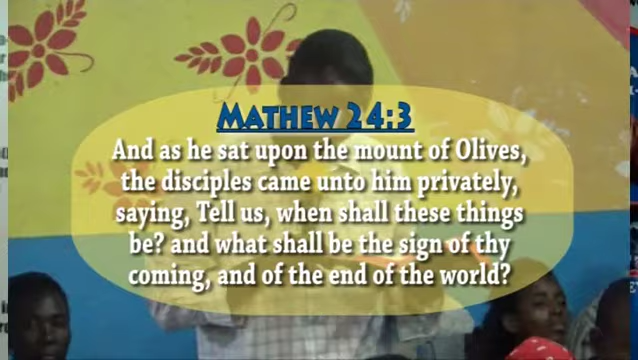 MATHEW 24:3
And as he sat upon the mount of Olives,
the disciples came unto him privately,
saying, Tell us, when shall these things
be? and what shall be the sign of thy
coming, and of the end of the world?